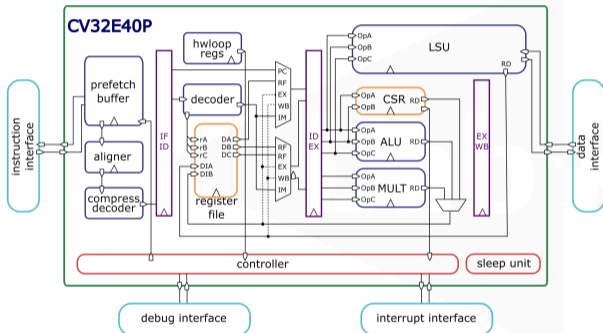 CV32E40P
instruction
interface
prefetch
buffer
aligner
compress
decoder
IF
ID
hwloop
regs
decoder
rA
rB
rC
DIA
DIB
DA
DB
DC
register
file
PC
RF
EX
WB
IM
RF
RF
EX
WB
IM
ID
EX
OpA
OpB
OpC
LSU
RD
OpA
OpB
CSR
RD
OpA
OpB
OpC
ALU
RD
OpA
OpB
OpC
MULT
RD
EX
WB
data
interface
controller
sleep unit
debug interface
interrupt interface